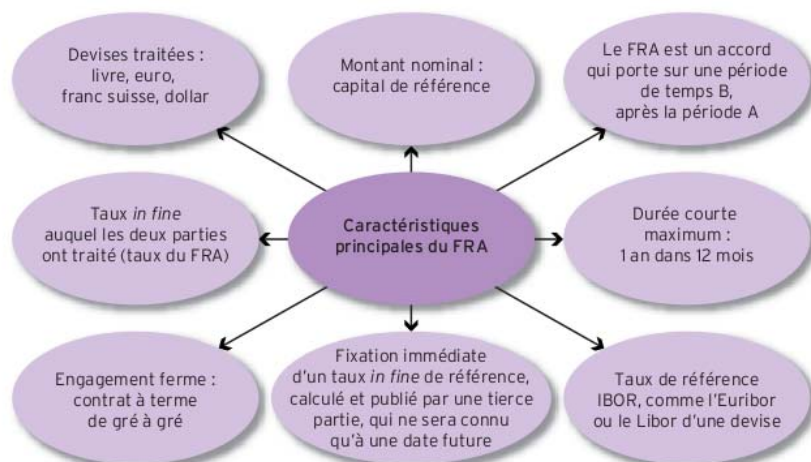 Devises traitées :
livre, euro,
franc suisse, dollar
Montant nominal :
capital de référence
Le FRA est un accord
qui porte sur une période
de temps B,
après la période A
Taux in fine
auquel les deux parties
ont traité (taux du FRA)
Caractéristiques
principales du FRA
Durée courte
maximum :
1 an dans 12 mois
Engagement ferme :
contrat à terme
de gré à gré
Fixation immédiate
d'un taux in fine de référence,
calculé et publié par une tierce
partie, qui ne sera connu
qu'à une date future
Taux de référence
IBOR, comme l'Euribor
ou le Libor d'une devise